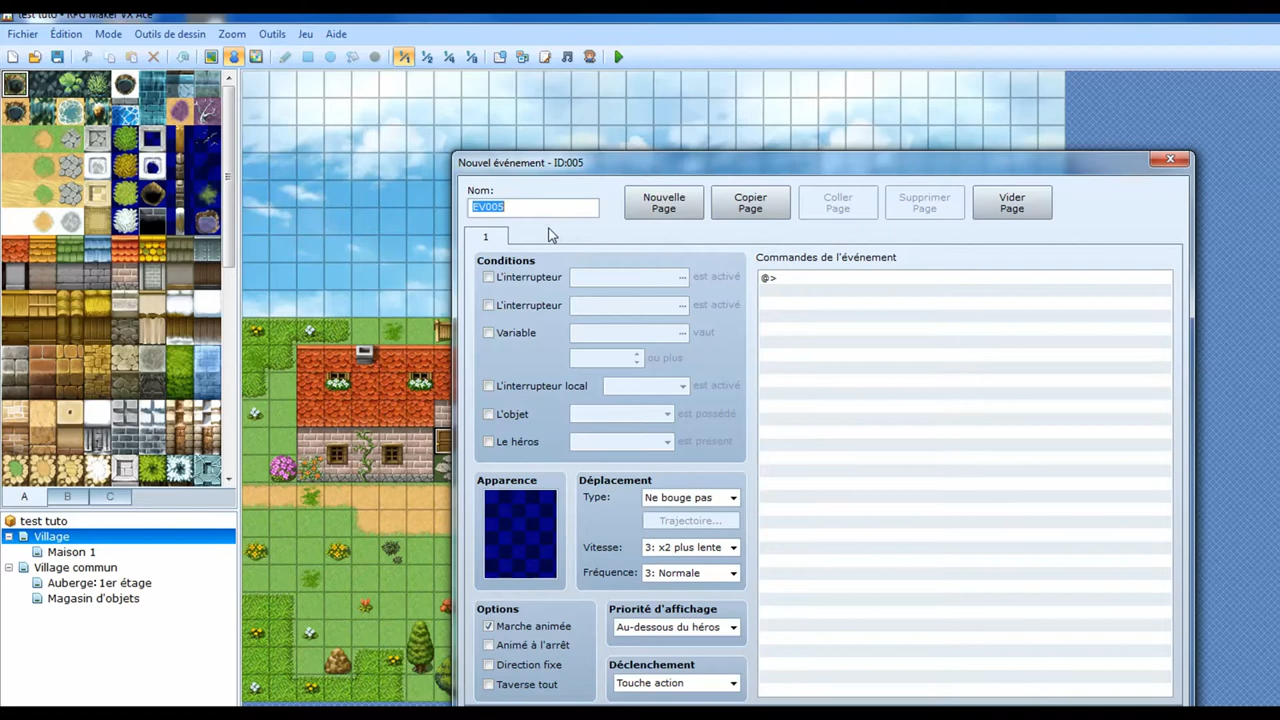 test tuto - RPG Maker VX Ace
Fichier Édition Mode Outils de dessin Zoom Outils Jeu Aide
Nouvel événement - ID:005
Nom:
EV005
Nouvelle Page
Copier Page
Coller Page
Supprimer Page
Vider Page
1
Conditions
L'interrupteur ... est activé
L'interrupteur ... est activé
Variable ... vaut
ou plus
L'interrupteur local est activé
L'objet est possédé
Le héros est présent
Commandes de l'événement
@>
Apparence
Déplacement
Type: Ne bouge pas
Trajectoire...
Vitesse: 3: x2 plus lente
Fréquence: 3: Normale
Options
Marche animée
Animé à l'arrêt
Direction fixe
Traverse tout
Priorité d'affichage
Au-dessous du héros
Déclenchement
Touche action
A B C
test tuto
Village
Maison 1
Village commun
Auberge: 1er étage
Magasin d'objets